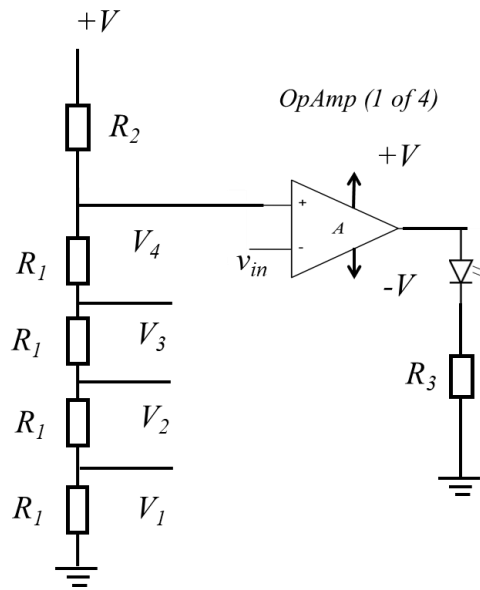 +V
OpAmp (1 of 4)
R2
+V
+
A
-
vin
V4
-V
R1
V3
R1
R3
V2
R1
V1
R1